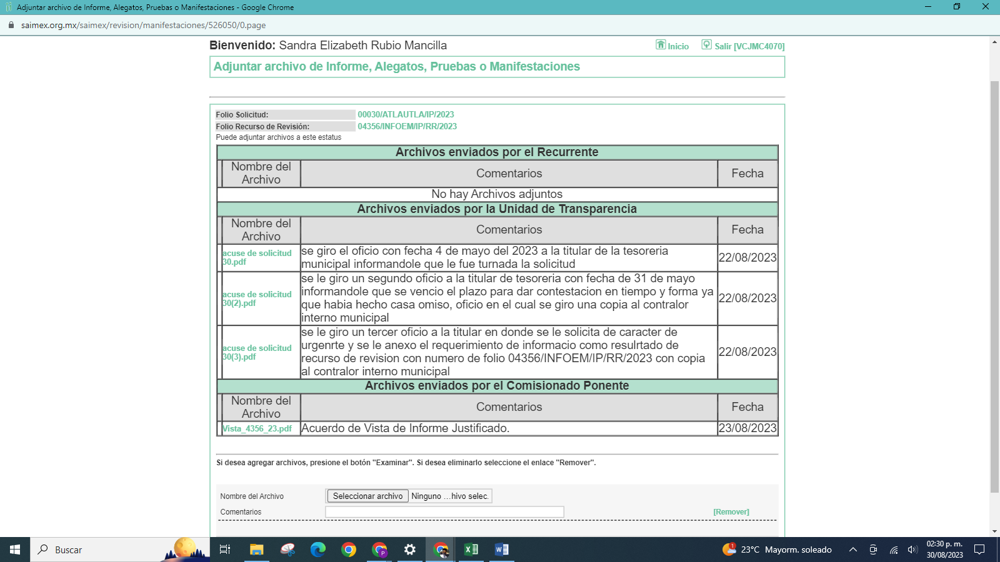 Adjuntar archivo de Informe, Alegatos, Pruebas o Manifestaciones - Google Chrome
saimex.org.mx/saimex/revision/manifestaciones/526050/0.page
Bienvenido: Sandra Elizabeth Rubio Mancilla
Inicio Salir [VCJMC4070]
Adjuntar archivo de Informe, Alegatos, Pruebas o Manifestaciones
Folio Solicitud: 00030/ATLAUTLA/IP/2023
Folio Recurso de Revisión: 04356/INFOEM/IP/RR/2023
Puede adjuntar archivos a este estatus
Archivos enviados por el Recurrente
Nombre del
Archivo
Comentarios
Fecha
No hay Archivos adjuntos
Archivos enviados por la Unidad de Transparencia
Nombre del
Archivo
Comentarios
Fecha
acuse de solicitud
30.pdf
se giro el oficio con fecha 4 de mayo del 2023 a la titular de la tesoreria
municipal informandole que le fue turnada la solicitud
22/08/2023
acuse de solicitud
30(2).pdf
se le giro un segundo oficio a la titular de tesoreria con fecha de 31 de mayo
informandole que se vencio el plazo para dar contestacion en tiempo y forma ya
que habia hecho casa omiso, oficio en el cual se giro una copia al contralor
interno municipal
22/08/2023
acuse de solicitud
30(3).pdf
se le giro un tercer oficio a la titular en donde se le solicita de caracter de
urgenrte y se le anexo el requerimiento de informacio como resulrtado de
recurso de revision con numero de folio 04356/INFOEM/IP/RR/2023 con copia
al contralor interno municipal
22/08/2023
Archivos enviados por el Comisionado Ponente
Nombre del
Archivo
Comentarios
Fecha
Vista_4356_23.pdf
Acuerdo de Vista de Informe Justificado.
23/08/2023
Si desea agregar archivos, presione el botón "Examinar". Si desea eliminarlo seleccione el enlace "Remover".
Nombre del Archivo
Seleccionar archivo Ninguno ...hivo selec.
Comentarios
[Remover]
Buscar
1
23°C Mayorm. soleado
02:30 p. m.
30/08/2023